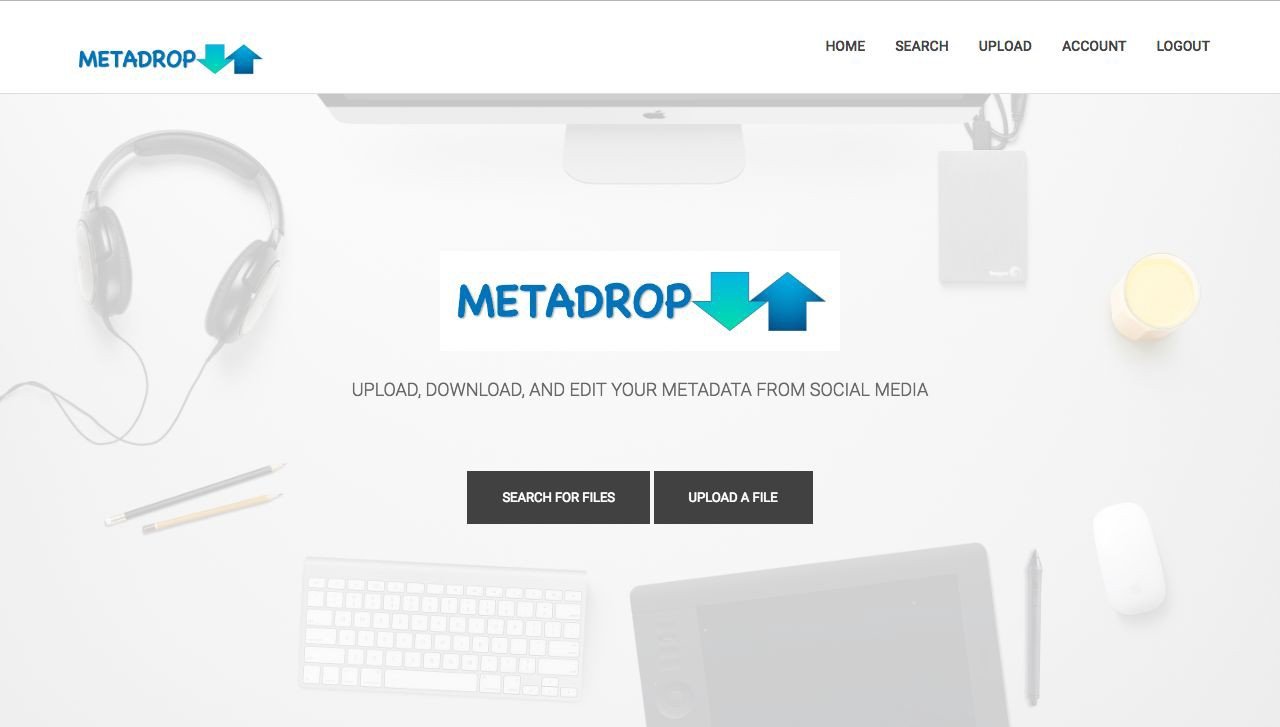 METADROP
HOME SEARCH UPLOAD ACCOUNT LOGOUT
METADROP
UPLOAD, DOWNLOAD, AND EDIT YOUR METADATA FROM SOCIAL MEDIA
SEARCH FOR FILES UPLOAD A FILE